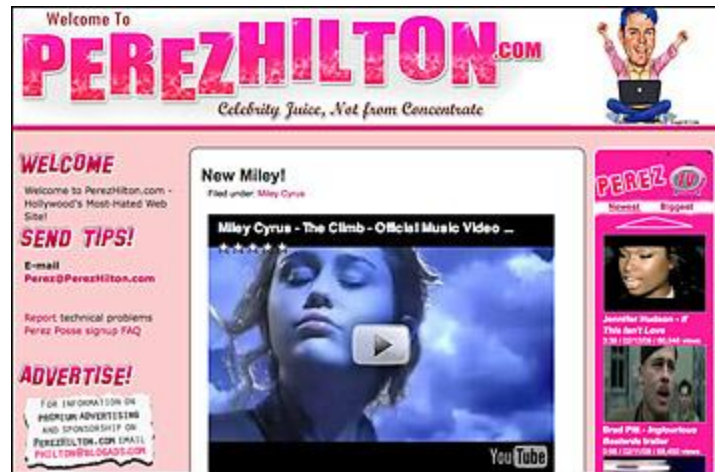 Welcome To
PEREZHILTON.COM
Celebrity Juice, Not from Concentrate
WELCOME
Welcome to PerezHilton.com -
Hollywood's Most-Hated Web
Site!
SEND TIPS!
E-mail
Perez@PerezHilton.com
Report technical problems
Perez Posse signup FAQ
ADVERTISE!
FOR INFORMATION ON
PREMIUM ADVERTISING
AND SPONSORSHIP ON
PEREZHILTON.COM EMAIL
PHILTON@BLOGADS.COM
New Miley!
Filed under: Miley Cyrus
Miley Cyrus - The Climb - Official Music Video ...
YouTube
PEREZ TV
Newest Biggest
Jennifer Hudson - If
This Isn't Love
Brad Pitt - Inglourious
Basterds trailer